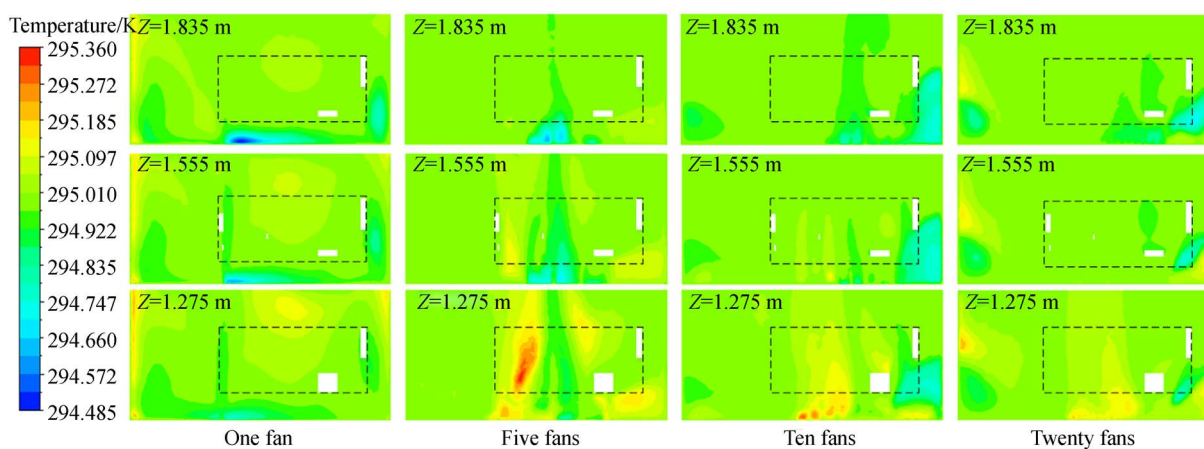 Temperature/K
295.360
295.272
295.185
295.097
295.010
294.922
294.835
294.747
294.660
294.572
294.485
Z=1.835 m
Z=1.835 m
Z=1.835 m
Z=1.835 m
Z=1.555 m
Z=1.555 m
Z=1.555 m
Z=1.555 m
Z=1.275 m
Z=1.275 m
Z=1.275 m
Z=1.275 m
One fan
Five fans
Ten fans
Twenty fans